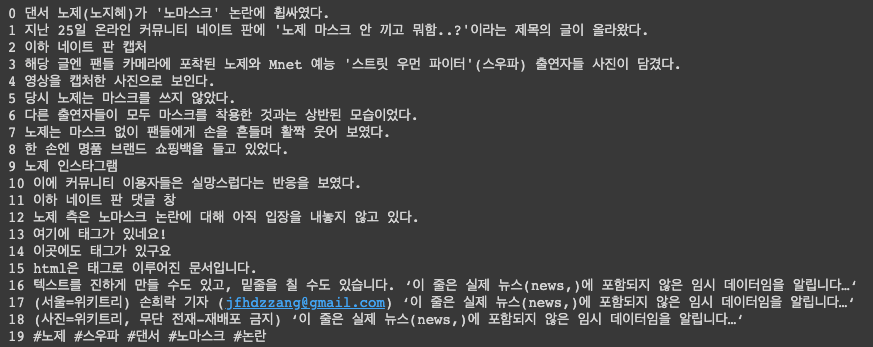 0 댄서 노제(노지혜)가 '노마스크' 논란에 휩싸였다.
1 지난 25일 온라인 커뮤니티 네이트 판에 '노제 마스크 안 끼고 뭐함..?'이라는 제목의 글이 올라왔다.
2 이하 네이트 판 캡처
3 해당 글엔 팬들 카메라에 포착된 노제와 Mnet 예능 '스트릿 우먼 파이터'(스우파) 출연자들 사진이 담겼다.
4 영상을 캡처한 사진으로 보인다.
5 당시 노제는 마스크를 쓰지 않았다.
6 다른 출연자들이 모두 마스크를 착용한 것과는 상반된 모습이었다.
7 노제는 마스크 없이 팬들에게 손을 흔들며 활짝 웃어 보였다.
8 한 손엔 명품 브랜드 쇼핑백을 들고 있었다.
9 노제 인스타그램
10 이에 커뮤니티 이용자들은 실망스럽다는 반응을 보였다.
11 이하 네이트 판 댓글 창
12 노제 측은 노마스크 논란에 대해 아직 입장을 내놓지 않고 있다.
13 여기에 태그가 있네요!
14 이곳에도 태그가 있구요
15 html은 태그로 이루어진 문서입니다.
16 텍스트를 진하게 만들 수도 있고, 밑줄을 칠 수도 있습니다. ‘이 줄은 실제 뉴스(news,)에 포함되지 않은 임시 데이터임을 알립니다…‘
17 (서울=위키트리) 손희락 기자 (jfhdzzang@gmail.com) ‘이 줄은 실제 뉴스(news,)에 포함되지 않은 임시 데이터임을 알립니다…‘
18 (사진=위키트리, 무단 전재-재배포 금지) ‘이 줄은 실제 뉴스(news,)에 포함되지 않은 임시 데이터임을 알립니다…‘
19 #노제 #스우파 #댄서 #노마스크 #논란